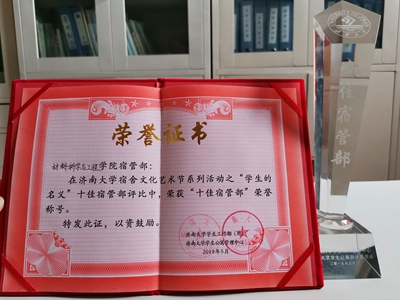 荣誉证书
材料科学与工程学院宿管部：
在济南大学宿舍文化艺术节系列活动之“学生的
名义”十佳宿管部评比中，荣获“十佳宿管部”荣誉
称号。
特发此证，以资鼓励。
济南大学学生工作部（处）
济南大学学生公寓管理中心
2019年5月
十佳宿管部